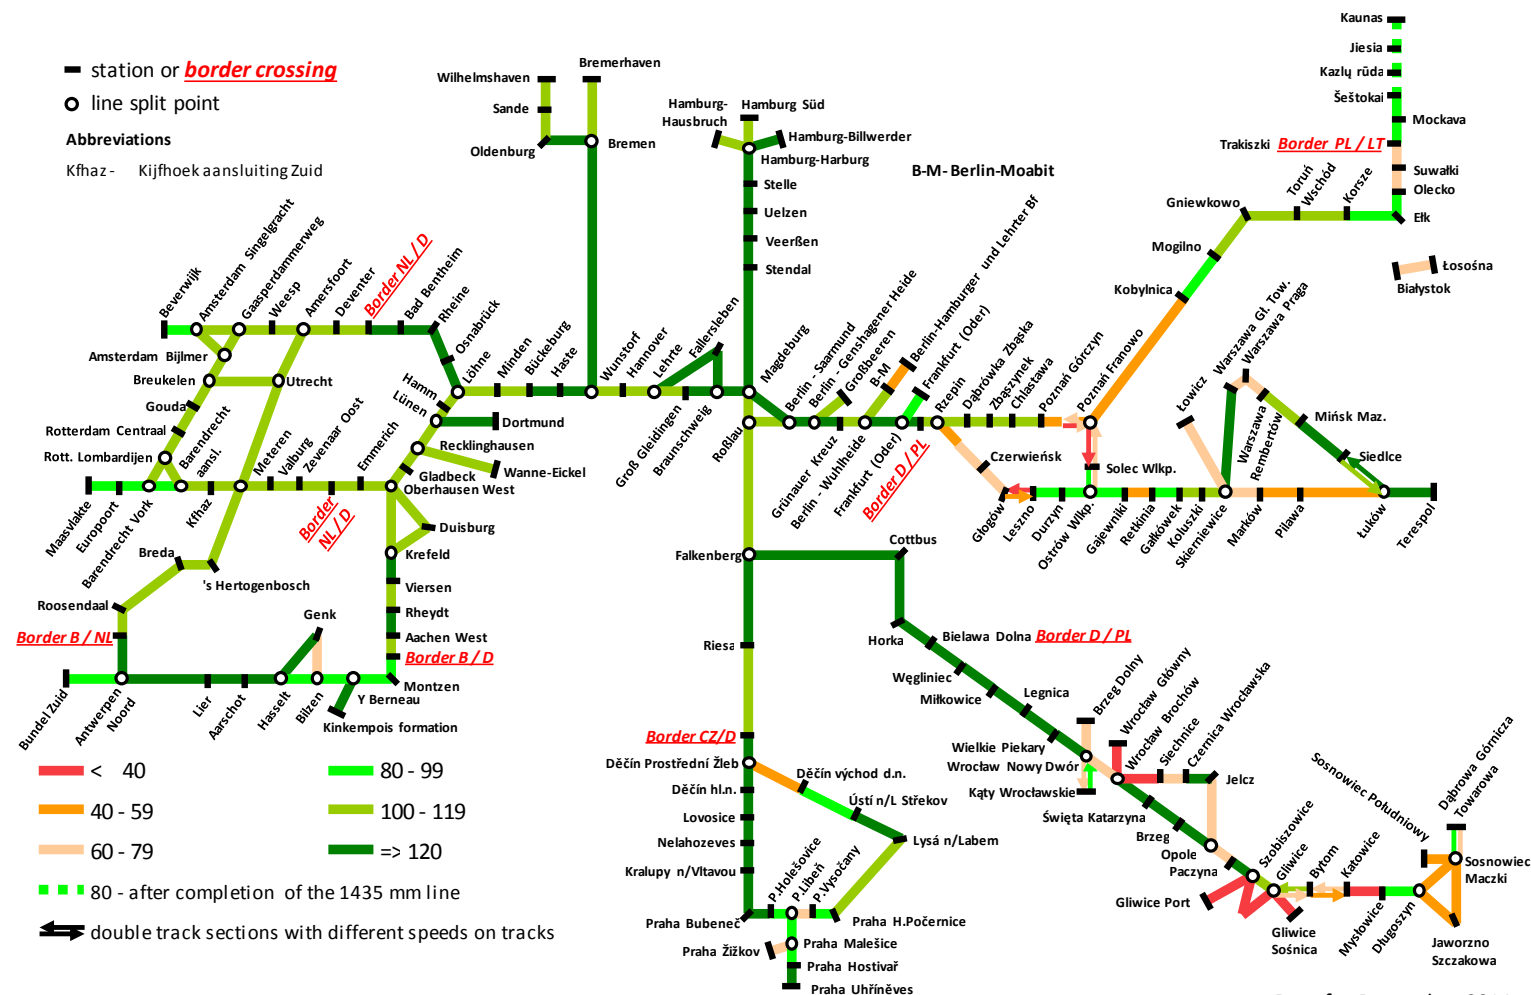 station or border crossing
line split point
Abbreviations
Kfhaz - Kijfhoek aansluiting Zuid
Wilhelmshaven
Sande
Oldenburg
Bremerhaven
Bremen
Hamburg-
Hausbruch
Hamburg Süd
Hamburg-Billwerder
Hamburg-Harburg
Stelle
Uelzen
Veerßen
Stendal
B-M- Berlin-Moabit
Kaunas
Jiesia
Kazlų rūda
Šeštokai
Mockava
Trakiszki Border PL / LT
Suwałki
Olecko
Ełk
Korsze
Toruń
Wschód
Gniewkowo
Mogilno
Kobylnica
Łosośna
Białystok
Beverwijk
Amsterdam Singelgracht
Gaasperdammerweg
Weesp
Amersfoort
Deventer
Border NL / D
Bad Bentheim
Rheine
Osnabrück
Löhne
Minden
Bückeburg
Haste
Wunstorf
Hannover
Lehrte
Fallersleben
Groß Gleidingen
Braunschweig
Magdeburg
Roßlau
Amsterdam Bijlmer
Breukelen
Utrecht
Gouda
Rotterdam Centraal
Rott. Lombardijen
Barendrecht
aansl.
Maasvlakte
Europoort
Barendrecht Vork
Kfhaz
Meteren
Valburg
Zevenaar Oost
Border
NL / D
Emmerich
Hamm
Lünen
Dortmund
Recklinghausen
Wanne-Eickel
Gladbeck
Oberhausen West
Duisburg
Krefeld
Viersen
Rheydt
Aachen West
Border B / D
Montzen
Breda
's Hertogenbosch
Roosendaal
Border B / NL
Genk
Bundel Zuid
Antwerpen
Noord
Lier
Aarschot
Hasselt
Bilzen
Y Berneau
Kinkempois formation
Berlin - Saarmund
Berlin - Genshagener Heide
Großbeeren
B-M
Berlin-Hamburger und Lehrter Bf
Frankfurt (Oder)
Grünauer Kreuz
Berlin - Wuhlheide
Frankfurt (Oder)
Border D / PL
Rzepin
Dąbrówka Zbąska
Zbąszynek
Chlastawa
Poznań Górczyn
Poznań Franowo
Czerwieńsk
Głogów
Leszno
Durzyn
Solec Wlkp.
Ostrów Wlkp.
Gajewniki
Retkinia
Gałkówek
Koluszki
Skierniewice
Łowicz
Warszawa Gł. Tow.
Warszawa Praga
Warszawa
Rembertów
Mińsk Maz.
Siedlce
Marków
Pilawa
Łuków
Terespol
Falkenberg
Cottbus
Horka
Bielawa Dolna Border D / PL
Węgliniec
Miłkowice
Legnica
Wielkie Piekary
Wrocław Nowy Dwór
Kąty Wrocławskie
Brzeg Dolny
Wrocław Główny
Wrocław Brochów
Siechnice
Czernica Wrocławska
Jelcz
Święta Katarzyna
Brzeg
Opole
Paczyna
Szobiszowice
Gliwice
Bytom
Katowice
Gliwice Port
Gliwice
Sośnica
Mysłowice
Długoszyn
Sosnowiec Południowy
Dąbrowa Górnicza
Towarowa
Sosnowiec
Maczki
Jaworzno
Szczakowa
Riesa
Border CZ/D
Děčín Prostřední Žleb
Děčín východ d.n.
Děčín hl.n.
Ústí n/L Střekov
Lovosice
Nelahozeves
Lysá n/Labem
Kralupy n/Vltavou
Praha Bubeneč
P.Holešovice
P.Libeň
P.Vysočany
Praha H.Počernice
Praha Žižkov
Praha Malešice
Praha Hostivař
Praha Uhříněves
< 40
40 - 59
60 - 79
80 - 99
100 - 119
=> 120
80 - after completion of the 1435 mm line
double track sections with different speeds on tracks